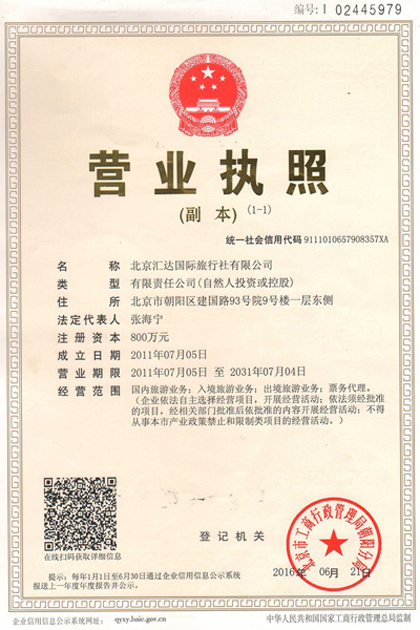 编号:1 02445979
营业执照
(副 本) (1-1)
统一社会信用代码 9111010657908357XA
名 称 北京汇达国际旅行社有限公司
类 型 有限责任公司(自然人投资或控股)
住 所 北京市朝阳区建国路93号院9号楼一层东侧
法定代表人 张海宁
注册资本 800万元
成立日期 2011年07月05日
营业期限 2011年07月05日 至 2031年07月04日
经营范围 国内旅游业务;入境旅游业务;出境旅游业务;票务代理。
(企业依法自主选择经营项目,开展经营活动;依法须经批准
的项目,经相关部门批准后依批准的内容开展经营活动;不得
从事本市产业政策禁止和限制类项目的经营活动。)
在线扫码获取详细信息
登记机关
北京市工商行政管理局朝阳分局
2016年 06月 21日
提示:每年1月1日至6月30日通过企业信用信息公示系统
报送上一年度年度报告并公示。
企业信用信息公示系统网址: qyxy.baic.gov.cn
中华人民共和国国家工商行政管理总局监制